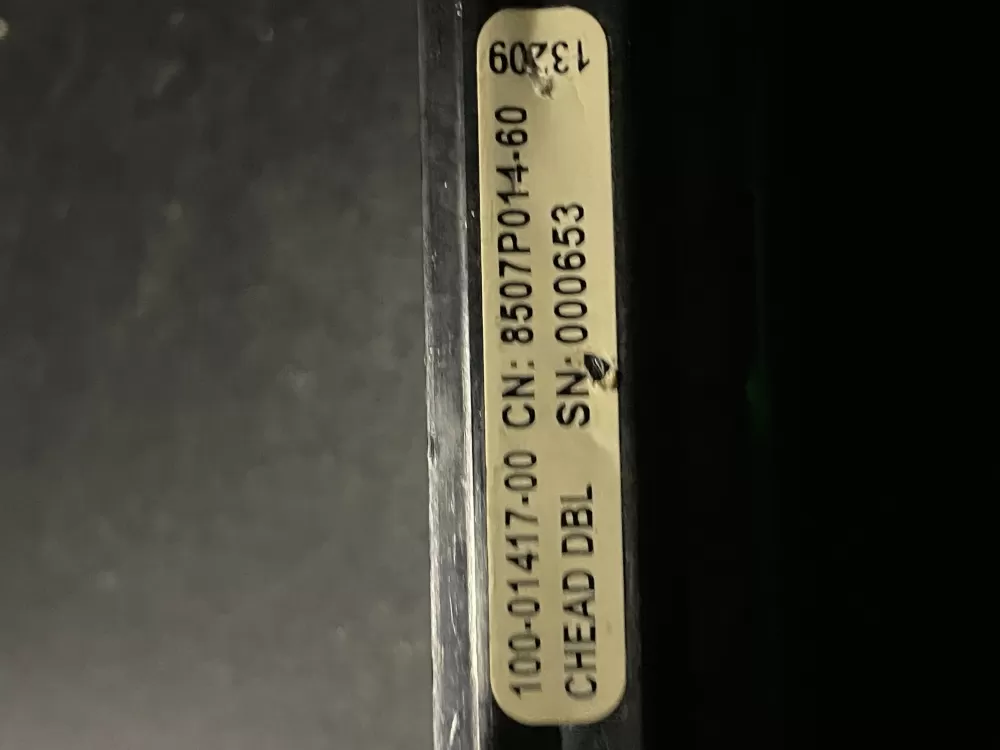 100-01417-00 CN: 8507P014-60
CHEAD DBL SN: 000653
13209